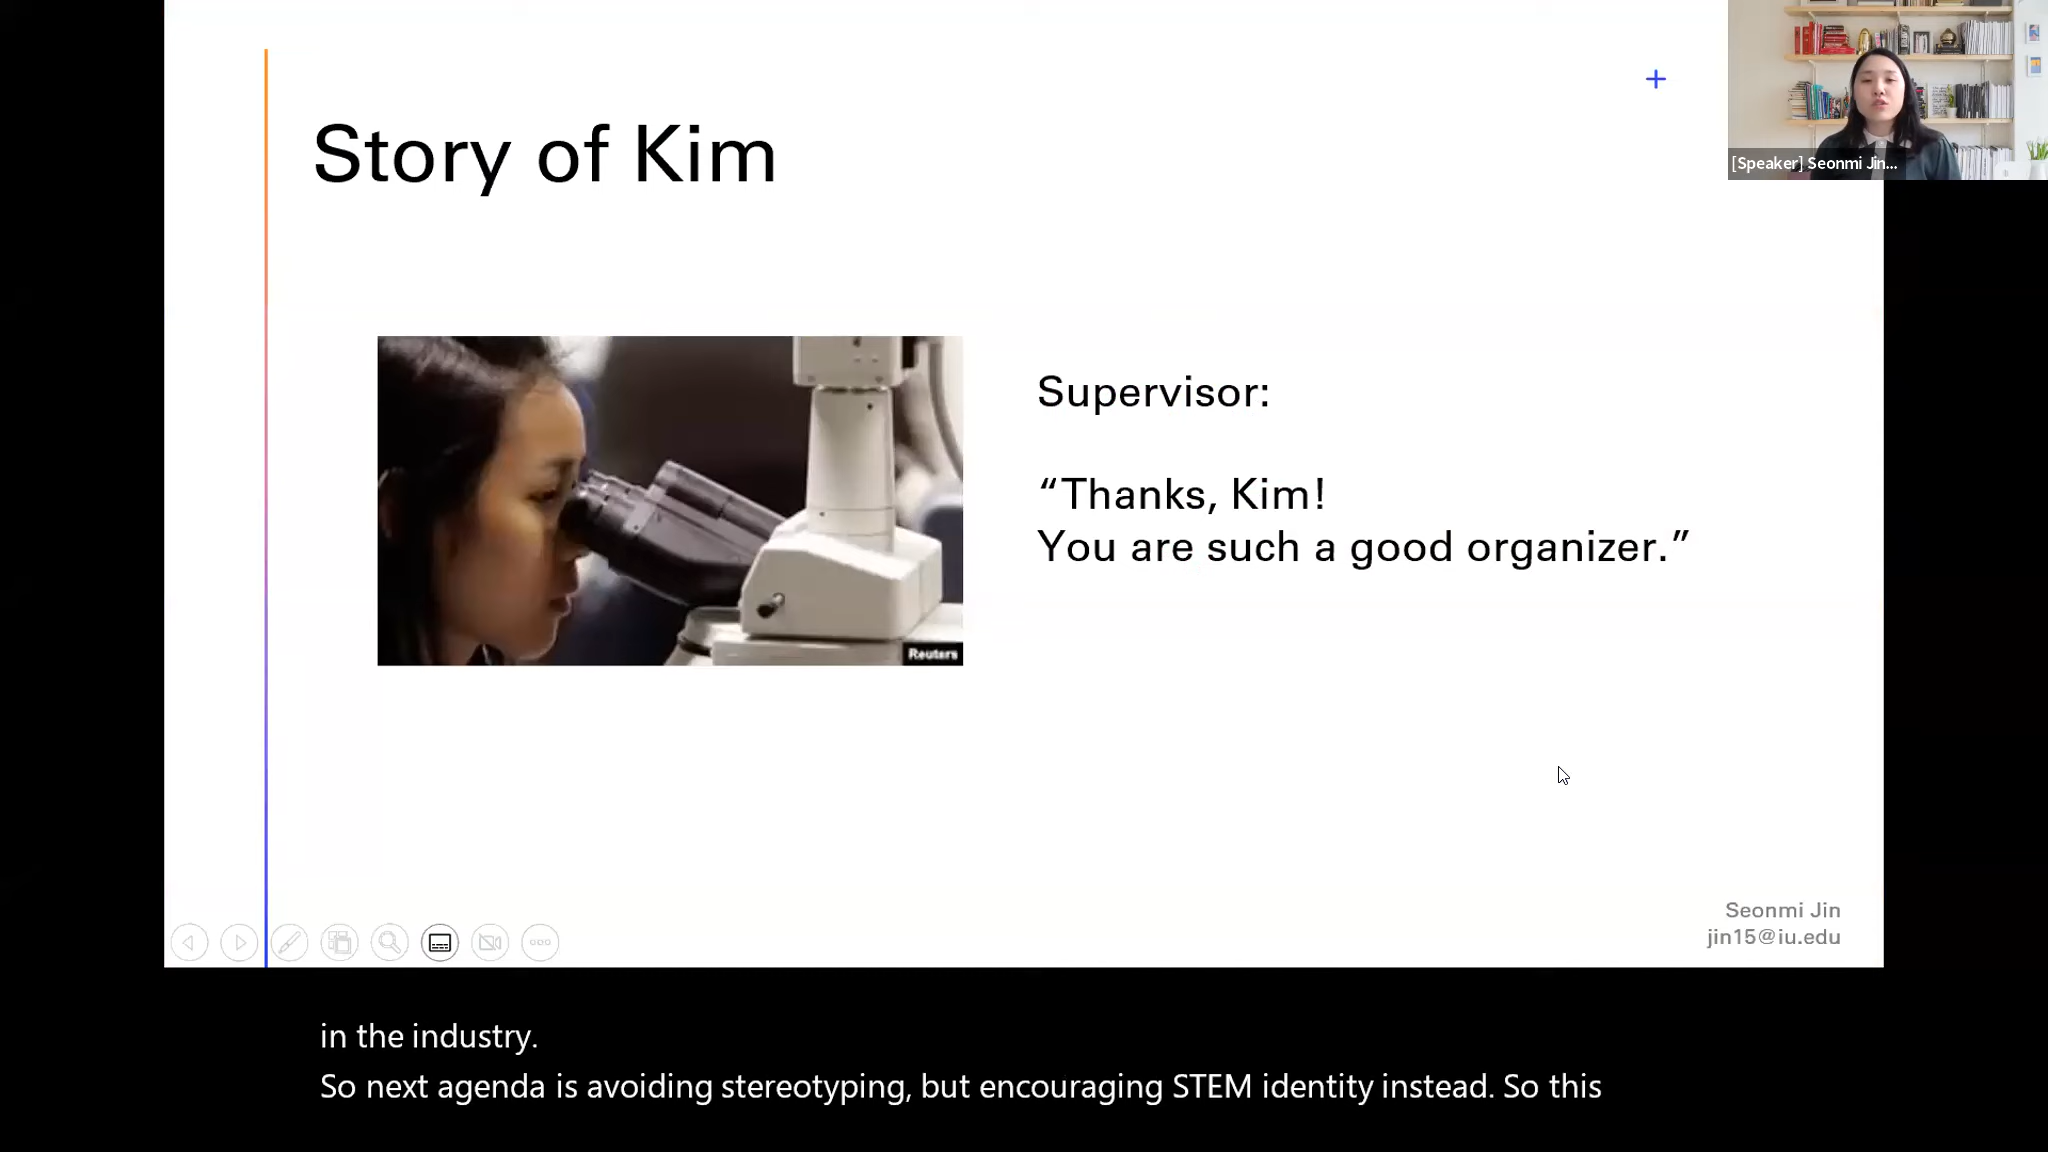 [Speaker] Seonmi Jin...
Story of Kim
Supervisor:
“Thanks, Kim!
You are such a good organizer.”
Reuters
Seonmi Jin
jin15@iu.edu
in the industry.
So next agenda is avoiding stereotyping, but encouraging STEM identity instead. So this